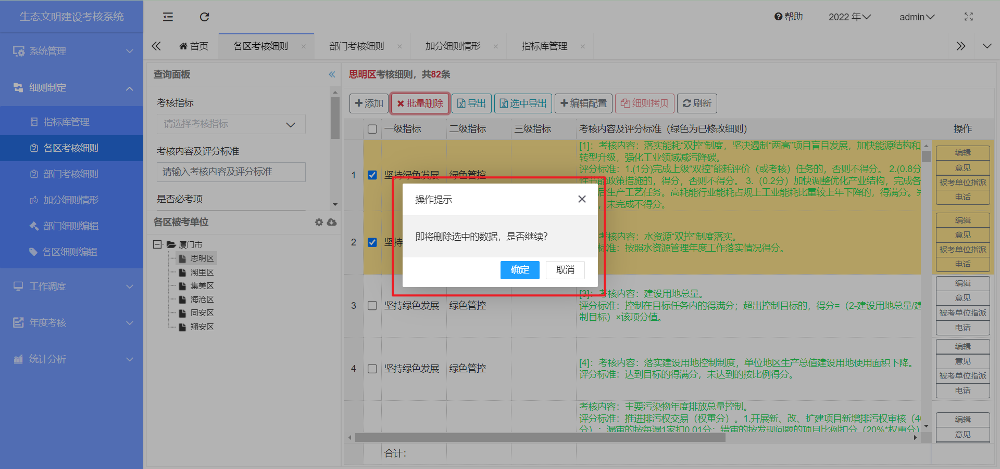 生态文明建设考核系统
帮助
2022 年
admin
系统管理
细则制定
指标库管理
各区考核细则
部门考核细则
加分细则情形
部门细则编辑
各区细则编辑
工作调度
年度考核
统计分析
首页
各区考核细则
部门考核细则
加分细则情形
指标库管理
查询面板
考核指标
请选择考核指标
考核内容及评分标准
请输入考核内容及评分标准
是否必考项
各区被考单位
厦门市
思明区
湖里区
集美区
海沧区
同安区
翔安区
思明区考核细则，共82条
添加
批量删除
导出
选中导出
编辑配置
细则拷贝
刷新
一级指标
二级指标
三级指标
考核内容及评分标准（绿色为已修改细则）
操作
1
坚持绿色发展
绿色管控
[1]：考核内容：落实能耗“双控”制度，坚决遏制“两高”项目盲目发展，加快能源结构和
转型升级，强化工业领域减污降碳。
评分标准：1.(1分)完成上级“双控”能耗评价（或考核）任务的，否则不得分。 2.(0.8分
性节能政策措施的，得分，否则不得分。 3.（0.2分）加快调整优化产业结构，完成各
后生产工艺任务。高耗能行业能耗占规上工业能耗比重较上年下降的，得满分。完
，未完成不得分。
编辑
意见
被考单位指派
电话
2
坚持
考核内容：水资源“双控”制度落实。
标准：按照水资源管理年度工作落实情况得分。
编辑
意见
被考单位指派
电话
操作提示
即将删除选中的数据，是否继续？
确定
取消
3
坚持绿色发展
绿色管控
[3]：考核内容：建设用地总量。
评分标准：控制在目标任务内的得满分；超出控制目标的，得分=（2-建设用地总量/建
制目标）×该项分值。
编辑
意见
被考单位指派
电话
4
坚持绿色发展
绿色管控
[4]：考核内容：落实建设用地控制制度，单位地区生产总值建设用地使用面积下降。
评分标准：达到目标的得满分，未达到的按比例得分。
编辑
意见
被考单位指派
电话
考核内容：主要污染物年度排放总量控制。
评分标准：推进排污权交易（权重分）。1.开展新、改、扩建项目新增排污权审核（40
分）：漏审的按每漏1家扣0.01分；错审的按发现问题的项目比例扣分（20%*权重分）
编辑
意见
合计：